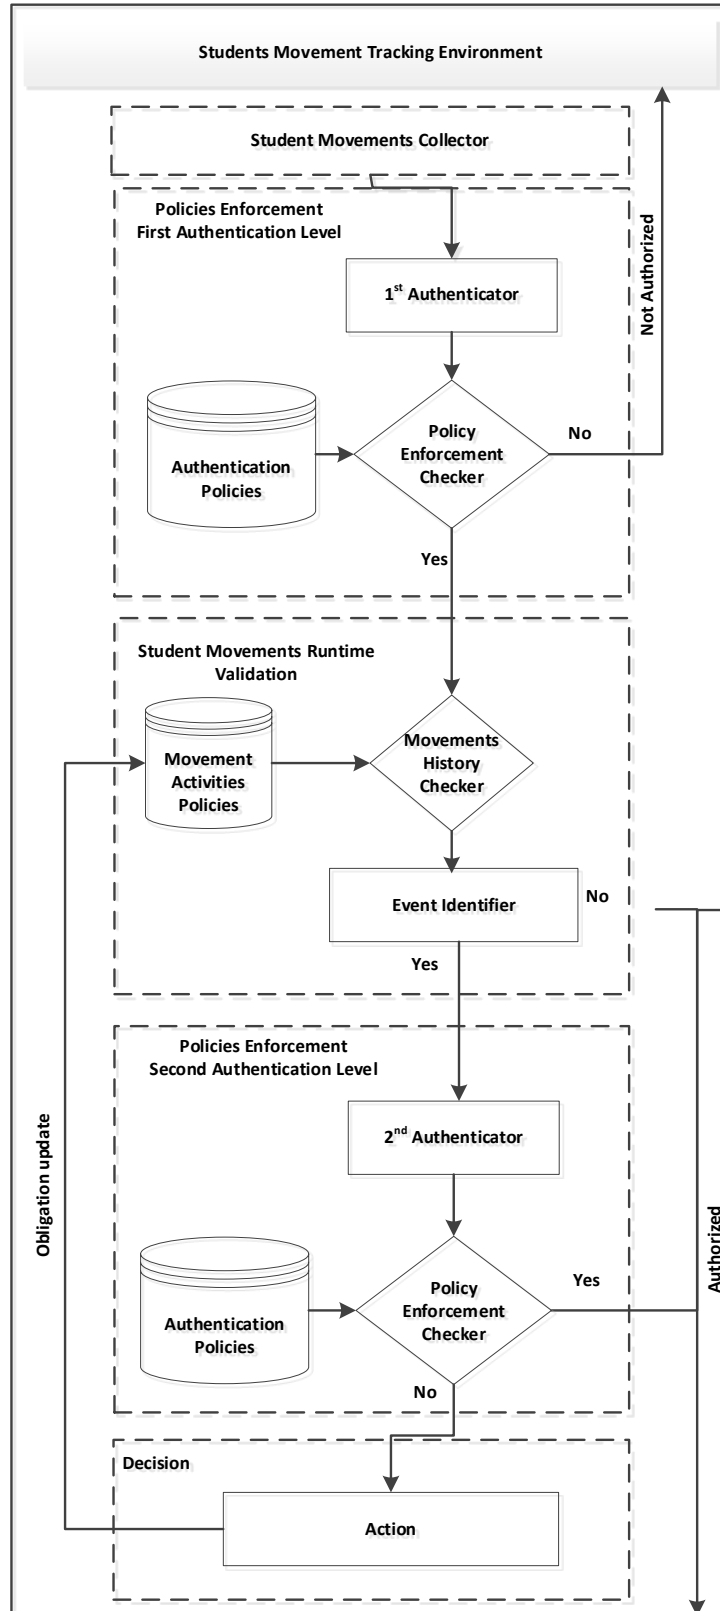 Students Movement Tracking Environment
Student Movements Collector
Policies Enforcement
First Authentication Level
1st Authenticator
Not Authorized
Authentication
Policies
Policy
Enforcement
Checker
No
Yes
Student Movements Runtime
Validation
Movement
Activities
Policies
Movements
History
Checker
Event Identifier
No
Yes
Policies Enforcement
Second Authentication Level
2nd Authenticator
Obligation update
Authorized
Authentication
Policies
Policy
Enforcement
Checker
Yes
No
Decision
Action